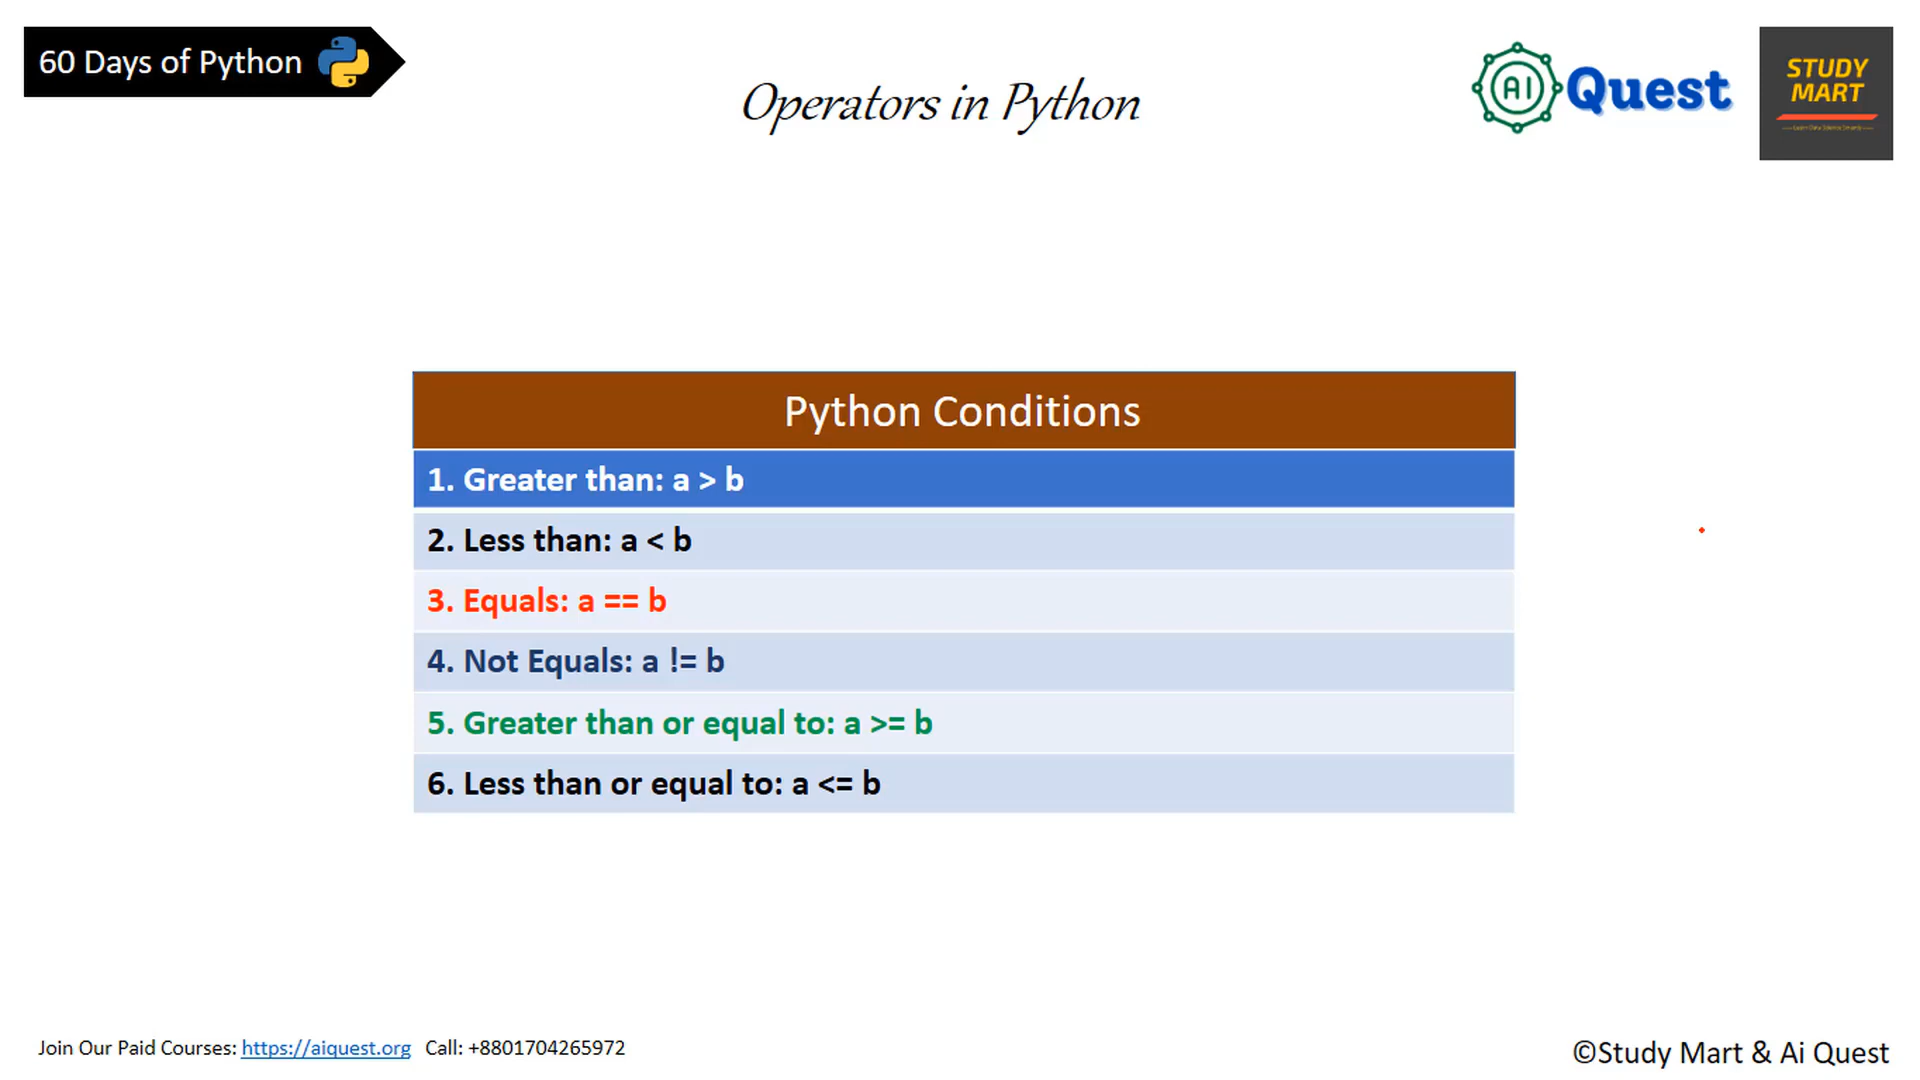 60 Days of Python
Operators in Python
AI Quest
STUDY
MART
Python Conditions
1. Greater than: a > b
2. Less than: a < b
3. Equals: a == b
4. Not Equals: a != b
5. Greater than or equal to: a >= b
6. Less than or equal to: a <= b
Join Our Paid Courses: https://aiquest.org Call: +8801704265972
©Study Mart & Ai Quest